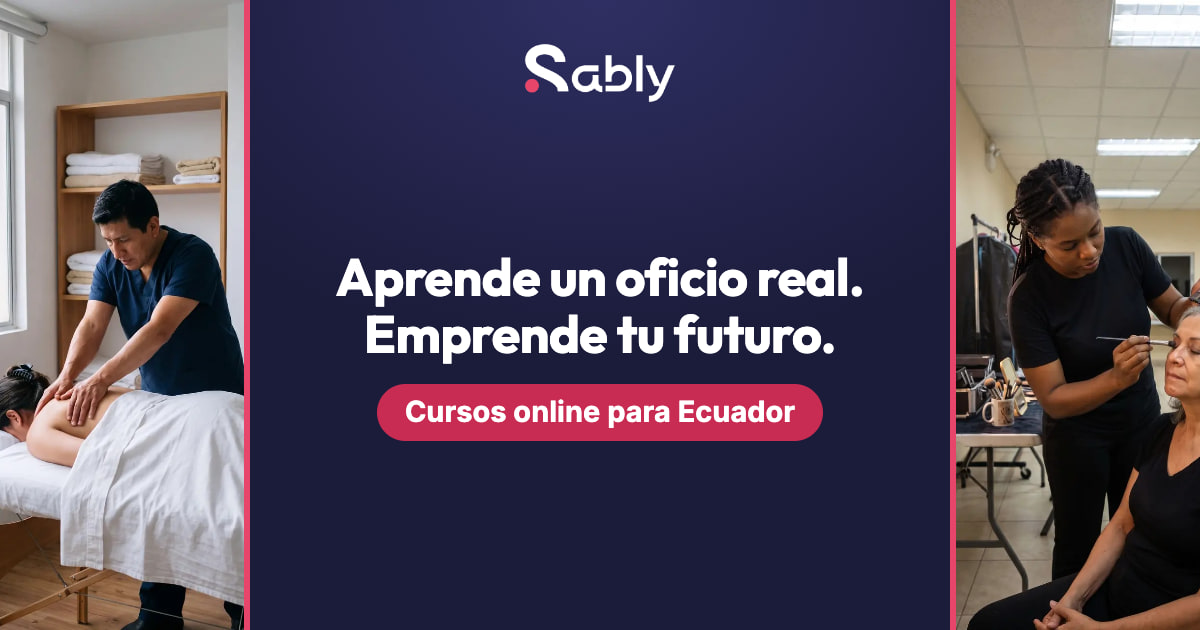 Sably
Aprende un oficio real.
Emprende tu futuro.
Cursos online para Ecuador